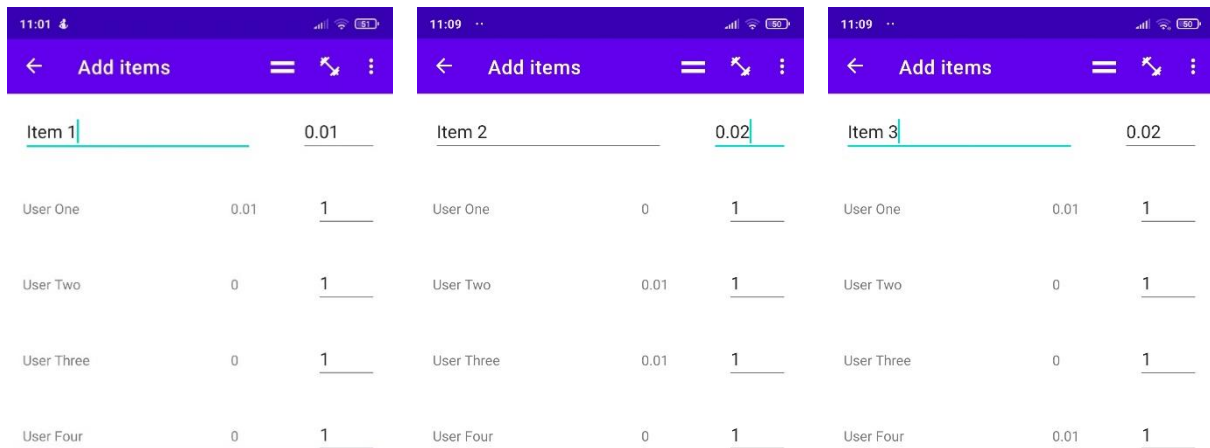 11:01 51
Add items
Item 1 0.01
User One 0.01 1
User Two 0 1
User Three 0 1
User Four 0 1
11:09 50
Add items
Item 2 0.02
User One 0 1
User Two 0.01 1
User Three 0.01 1
User Four 0 1
11:09 50
Add items
Item 3 0.02
User One 0.01 1
User Two 0 1
User Three 0 1
User Four 0.01 1